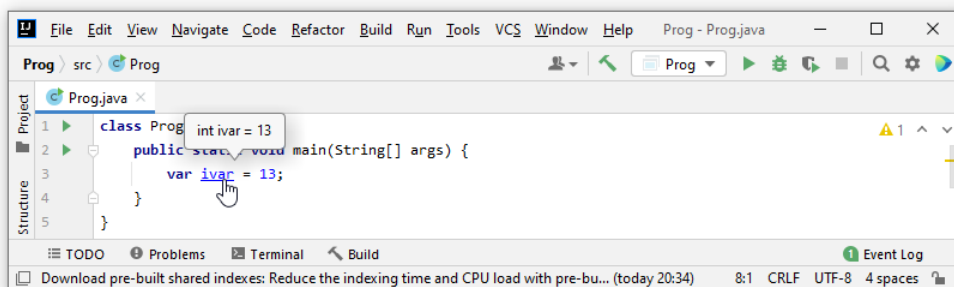 File Edit View Navigate Code Refactor Build Run Tools VCS Window Help Prog - Prog.java
Prog src Prog Prog
Project
Prog.java
1 class Prog
int ivar = 13
1
2 public static void main(String[] args) {
3 var ivar = 13;
4 }
5 }
Structure
TODO Problems Terminal Build 1 Event Log
Download pre-built shared indexes: Reduce the indexing time and CPU load with pre-bu... (today 20:34) 8:1 CRLF UTF-8 4 spaces